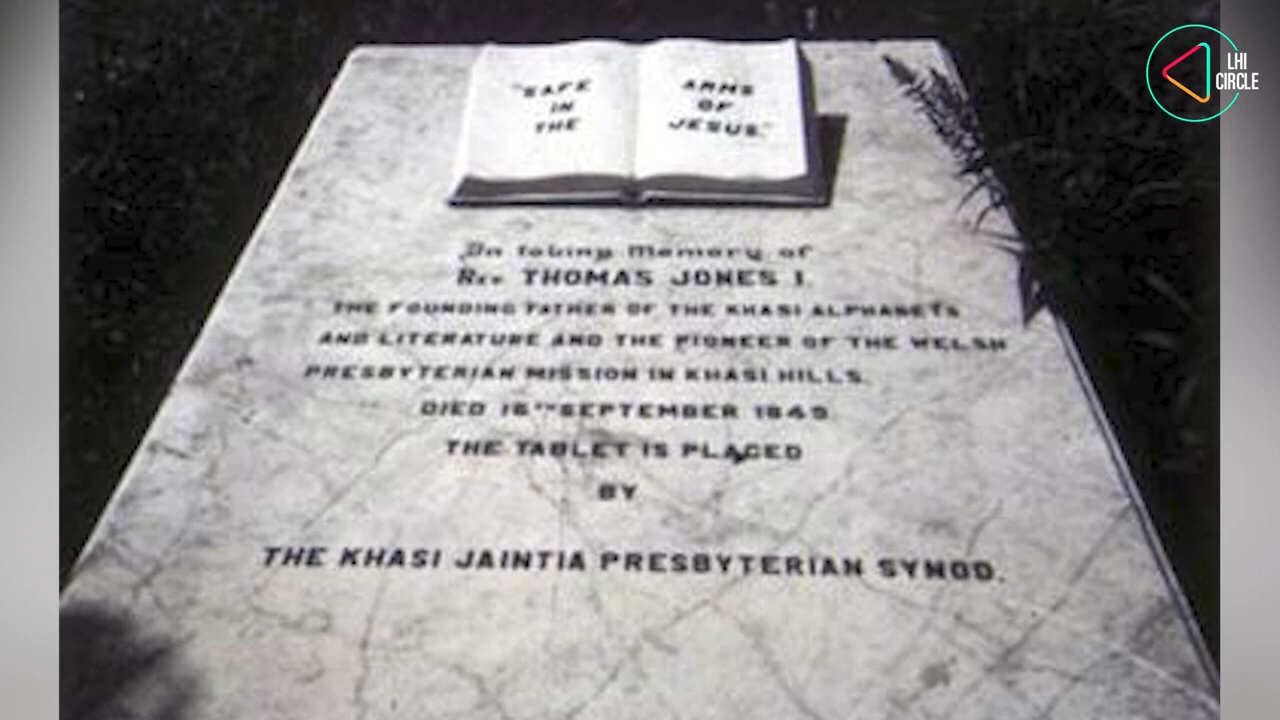 "SAFE
IN
THE
ARMS
OF
JESUS."
In loving Memory of
Rev THOMAS JONES I.
THE FOUNDING FATHER OF THE KHASI ALPHABETS
AND LITERATURE AND THE PIONEER OF THE WELSH
PRESBYTERIAN MISSION IN KHASI HILLS.
DIED 16TH SEPTEMBER 1849
THE TABLET IS PLACED
BY
THE KHASI JAINTIA PRESBYTERIAN SYNOD.
LHI
CIRCLE